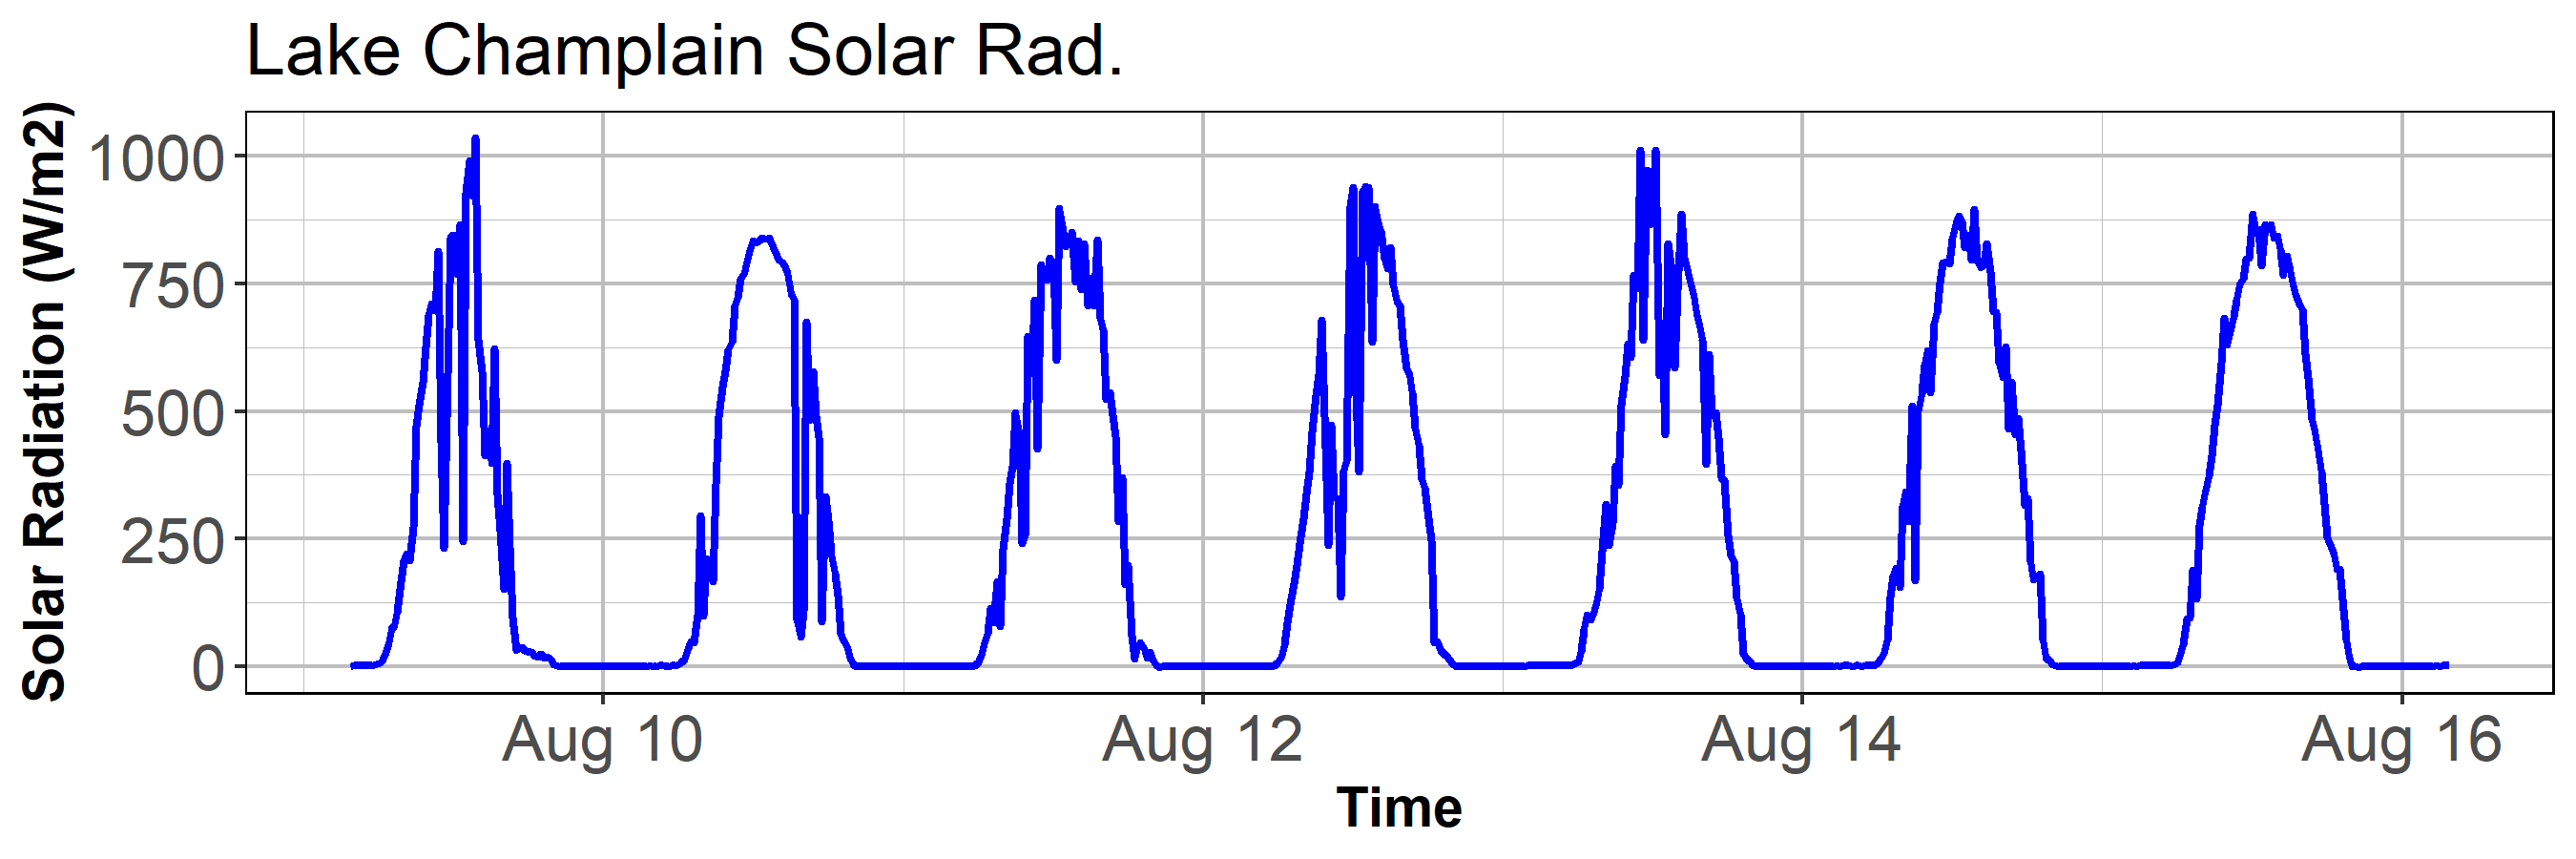 Lake Champlain Solar Rad.
Solar Radiation (W/m2)
1000
750
500
250
0
Aug 10 Aug 12 Aug 14 Aug 16
Time